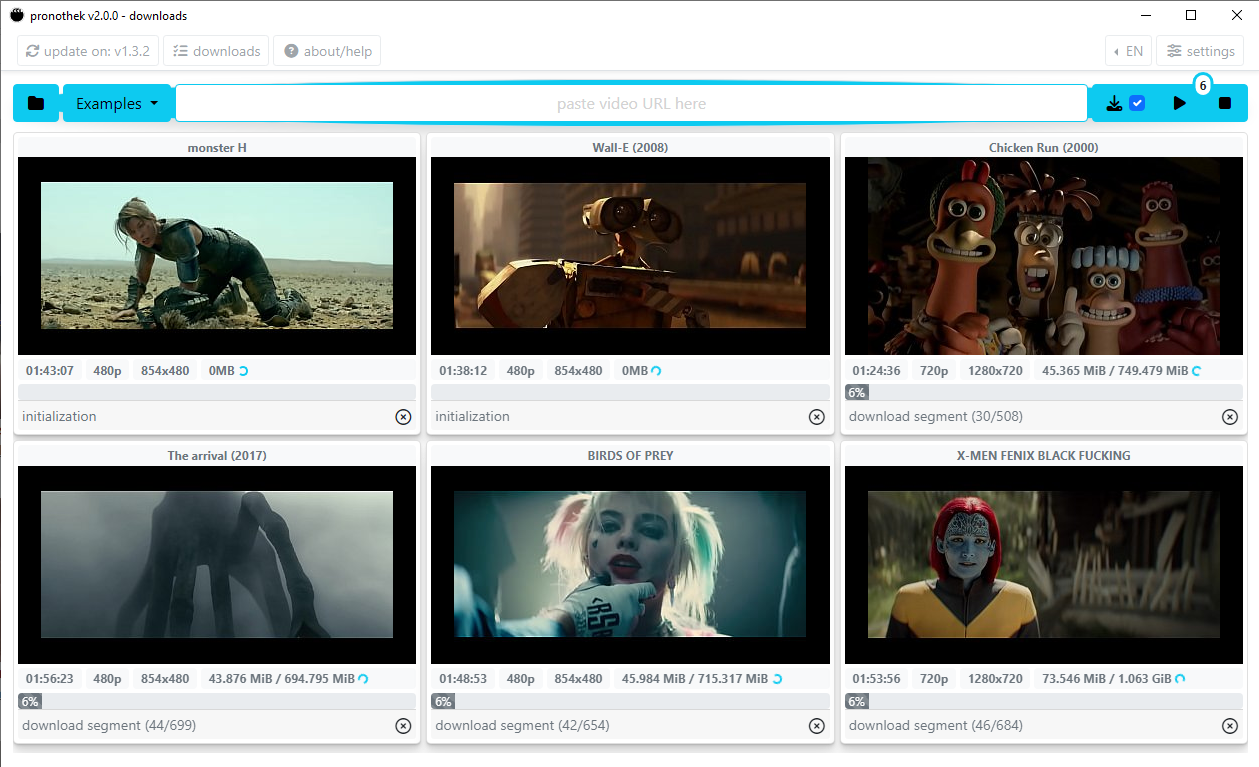 pronothek v2.0.0 - downloads
update on: v1.3.2 downloads about/help EN settings
Examples paste video URL here 6
monster H
01:43:07 480p 854x480 0MB
initialization
Wall-E (2008)
01:38:12 480p 854x480 0MB
initialization
Chicken Run (2000)
01:24:36 720p 1280x720 45.365 MiB / 749.479 MiB
6%
download segment (30/508)
The arrival (2017)
01:56:23 480p 854x480 43.876 MiB / 694.795 MiB
6%
download segment (44/699)
BIRDS OF PREY
01:48:53 480p 854x480 45.984 MiB / 715.317 MiB
6%
download segment (42/654)
X-MEN FENIX BLACK FUCKING
01:53:56 720p 1280x720 73.546 MiB / 1.063 GiB
6%
download segment (46/684)